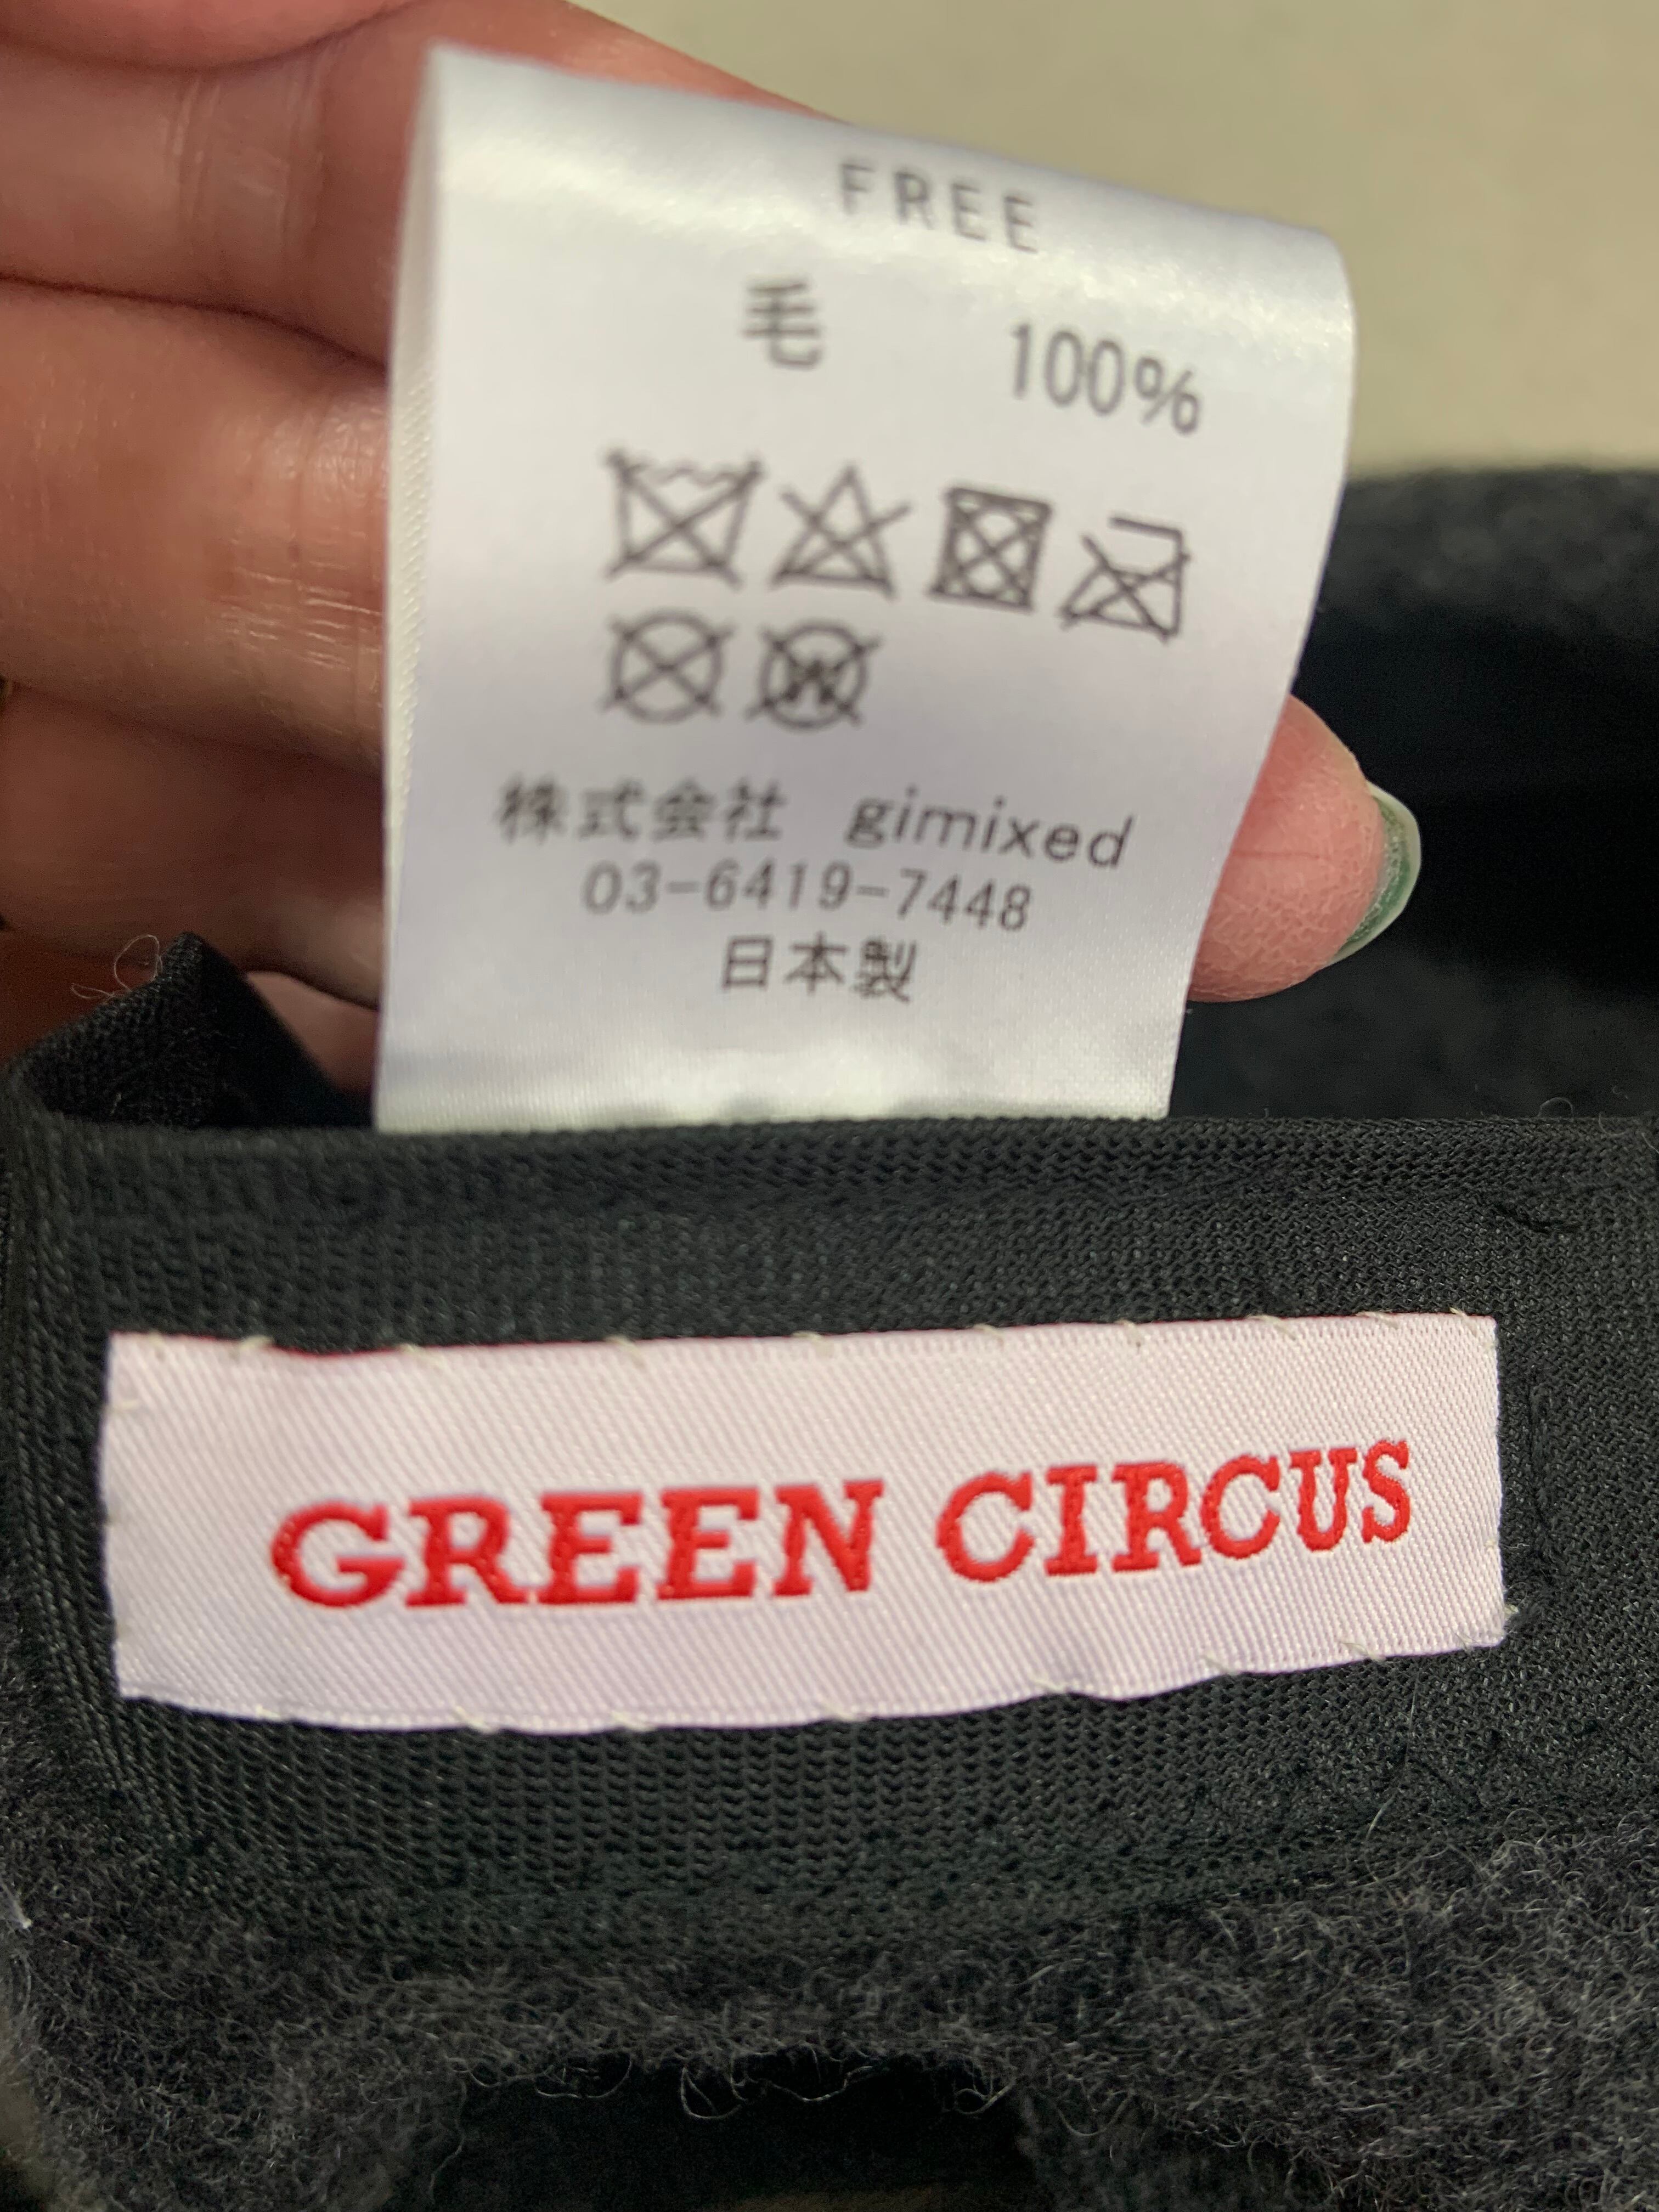 FREE
毛 100%
W
株式会社 gimixed
03-6419-7448
日本製
GREEN CIRCUS